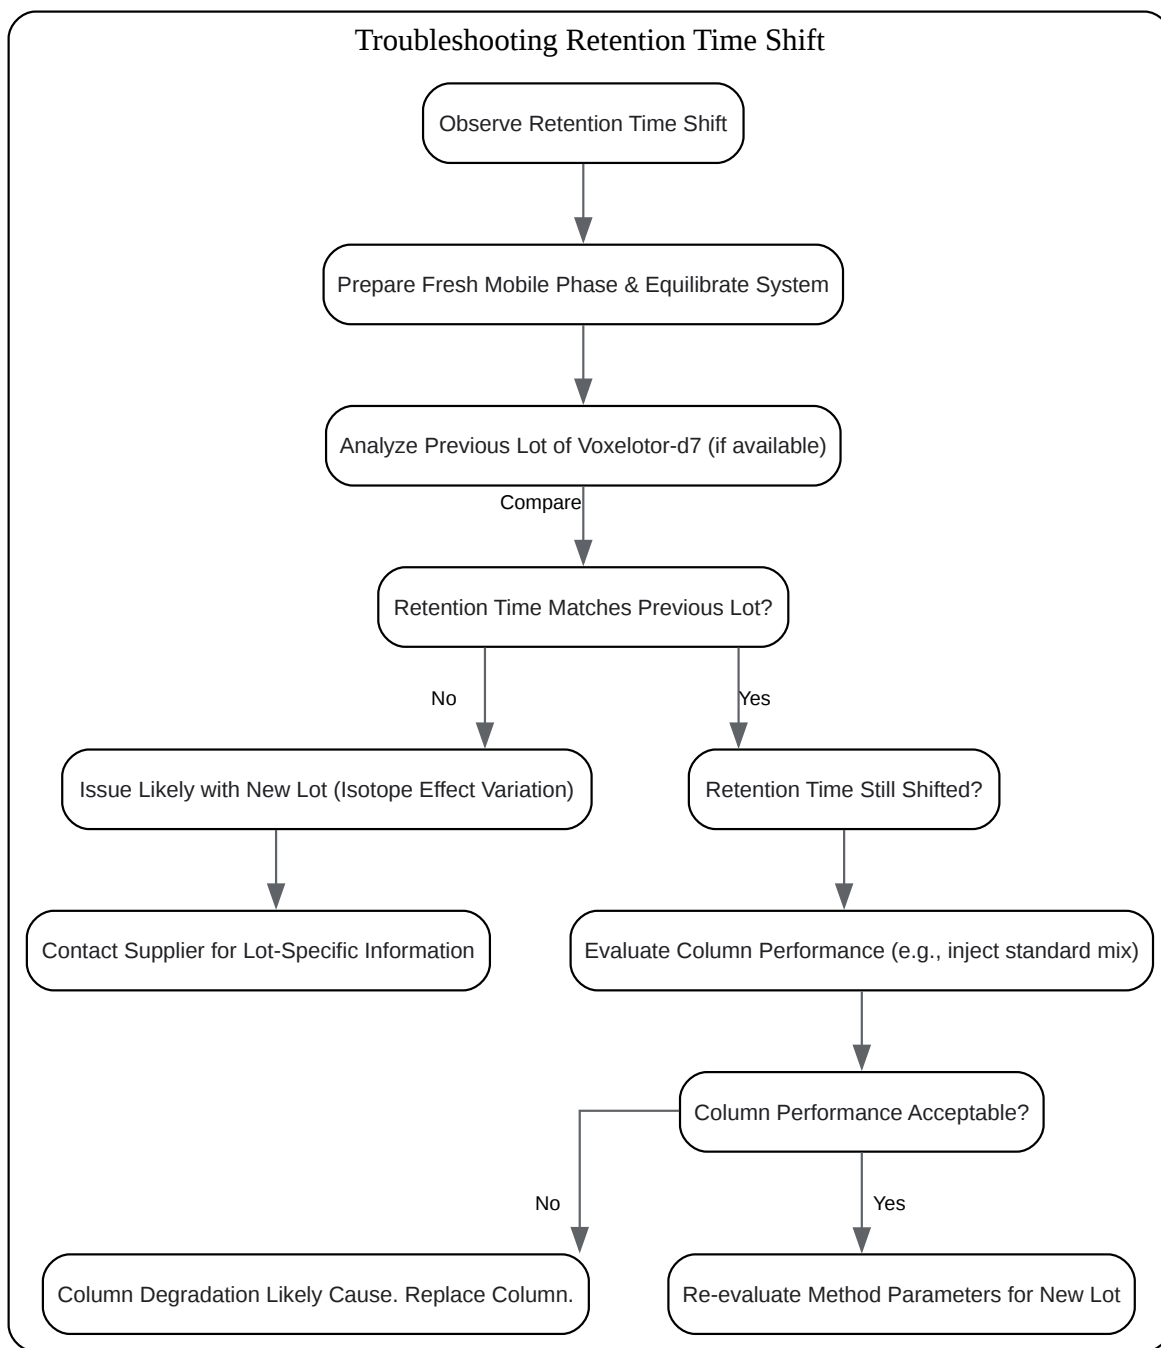 Troubleshooting Retention Time Shift
Observe Retention Time Shift
Prepare Fresh Mobile Phase & Equilibrate System
Analyze Previous Lot of Voxelotor-d7 (if available)
Compare
Retention Time Matches Previous Lot?
No
Yes
Issue Likely with New Lot (Isotope Effect Variation)
Retention Time Still Shifted?
Contact Supplier for Lot-Specific Information
Evaluate Column Performance (e.g., inject standard mix)
Column Performance Acceptable?
No
Yes
Column Degradation Likely Cause. Replace Column.
Re-evaluate Method Parameters for New Lot